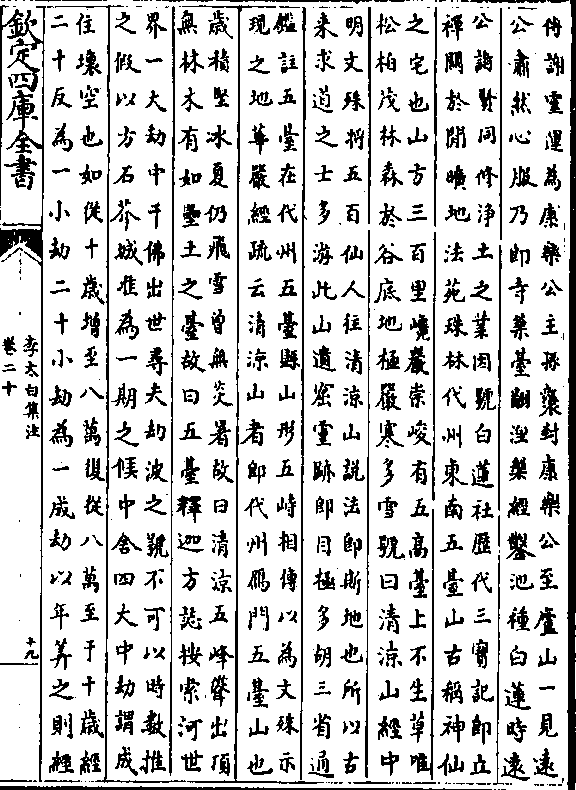 傳謝靈運為康樂公主孫襲封康樂公至廬山一見遠
公肅然心服乃即寺築臺翻湼槃經鑿池種白蓮時遠
公諸賢同修淨土之業因號白蓮社歴代三寳記即立
禪闗於閒曠地法苑珠林代州東南五臺山古稱神仙
之宅也山方三百里巉巖崇峻有五髙臺上不生草唯
松柏茂林森於谷底地極嚴寒多雪號曰清涼山經中
明文殊将五百仙人往清涼山說法即斯地也所以古
来求道之士多游此山遺窟靈跡即目極多胡三省通
鑑註五臺在代州五臺縣山形五峙相傳以為文殊示
現之地華嚴經疏云清涼山者即代州鴈門五臺山也
歳積堅冰夏仍飛雪曽無炎暑故曰清涼五峰聳出頂
無林木有如壘土之臺故曰五臺釋迦方誌按索河世
界一大劫中千佛出世尋夫劫波之號不可以時數推
之假以方石芥城准為一期之候中含四大中劫謂成
住壞空也如從十歳增至八萬復從八萬至于十歳經
二十反為一小劫二十小劫為一成劫以年筭之則經
欽定四庫全書
李太白集注
卷二十
十九